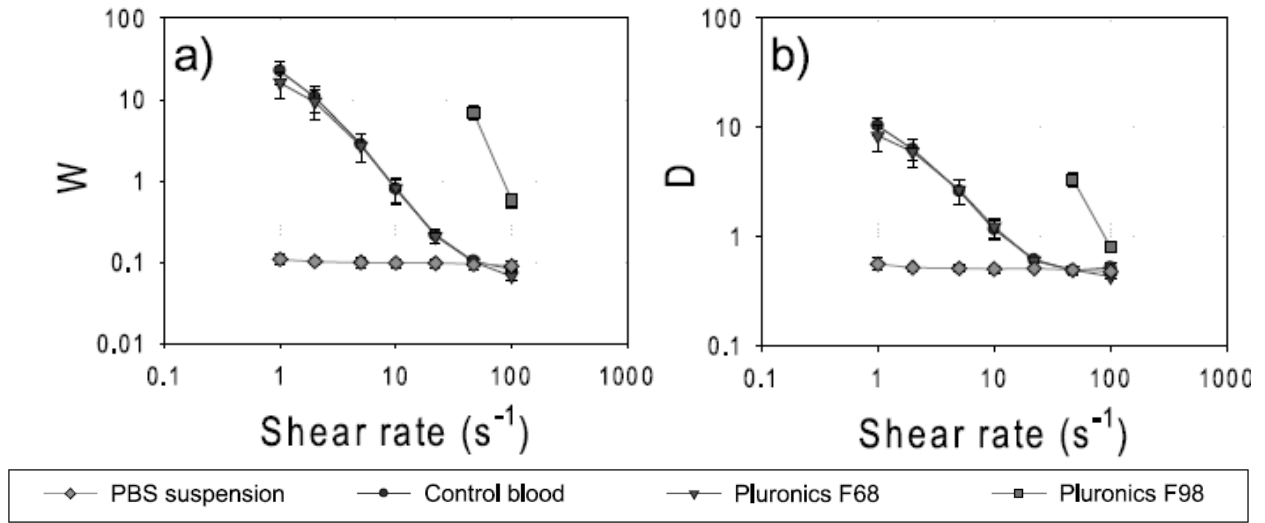 a)
W
100
10
1
0.1
0.01
0.1 1 10 100 1000
Shear rate (s⁻¹)
b)
D
100
10
1
0.1
0.1 1 10 100 1000
Shear rate (s⁻¹)
PBS suspension Control blood Pluronics F68 Pluronics F98